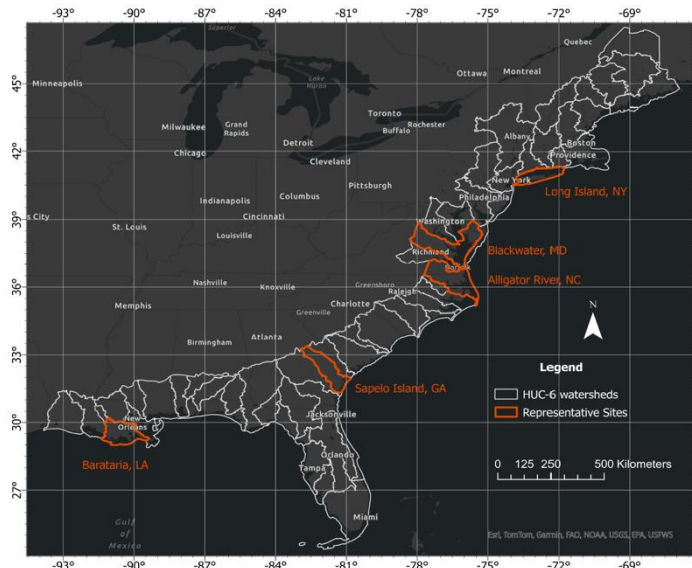 -93° -90° -87° -84° -81° -78° -75° -72° -69°
Superior
Quebec
Minneapolis
Ottawa
Montreal
45°
Lake
Huron
Toronto
Milwaukee
Grand
Rapids
Rochester
Buffalo
Albany
Boston
Detroit
Providence
42°
Chicago
Cleveland
New York
Long Island, NY
Pittsburgh
Columbus
Philadelphia
Indianapolis
39°
s City
Cincinnati
Washington
St. Louis
Louisville
Richmond
Blackwater, MD
Norfolk
Alligator River, NC
36°
Nashville
Knoxville
Greensboro
Raleigh
Memphis
Charlotte
Greenville
N
Birmingham
Atlanta
33°
Legend
Sapelo Island, GA
HUC-6 watersheds
Representative Sites
New
Orleans
Jacksonville
30°
0 125 250 500 Kilometers
Barataria, LA
Orlando
Tampa
27°
Miami
Gulf
of
Mexico
Esri, TomTom, Garmin, FAO, NOAA, USGS, EPA, USFWS
-93° -90° -87° -84° -81° -78° -75° -72° -69°